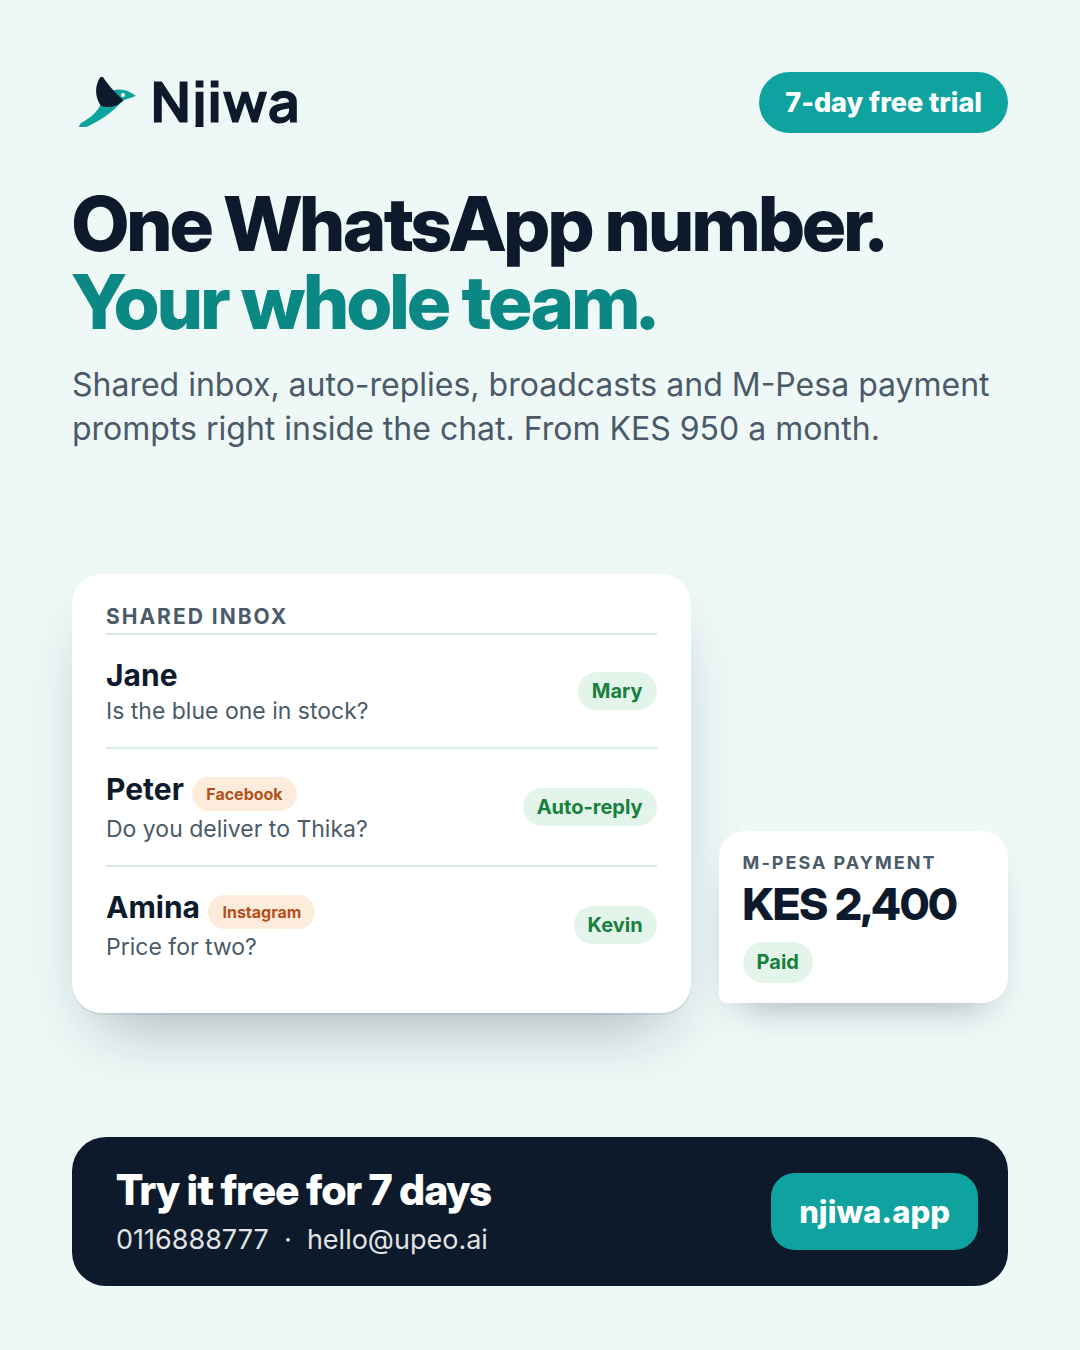 Njiwa
7-day free trial
One WhatsApp number.
Your whole team.
Shared inbox, auto-replies, broadcasts and M-Pesa payment
prompts right inside the chat. From KES 950 a month.
SHARED INBOX
Jane
Is the blue one in stock?
Mary
Peter Facebook
Do you deliver to Thika?
Auto-reply
Amina Instagram
Price for two?
Kevin
M-PESA PAYMENT
KES 2,400
Paid
Try it free for 7 days
0116888777 · hello@upeo.ai
njiwa.app